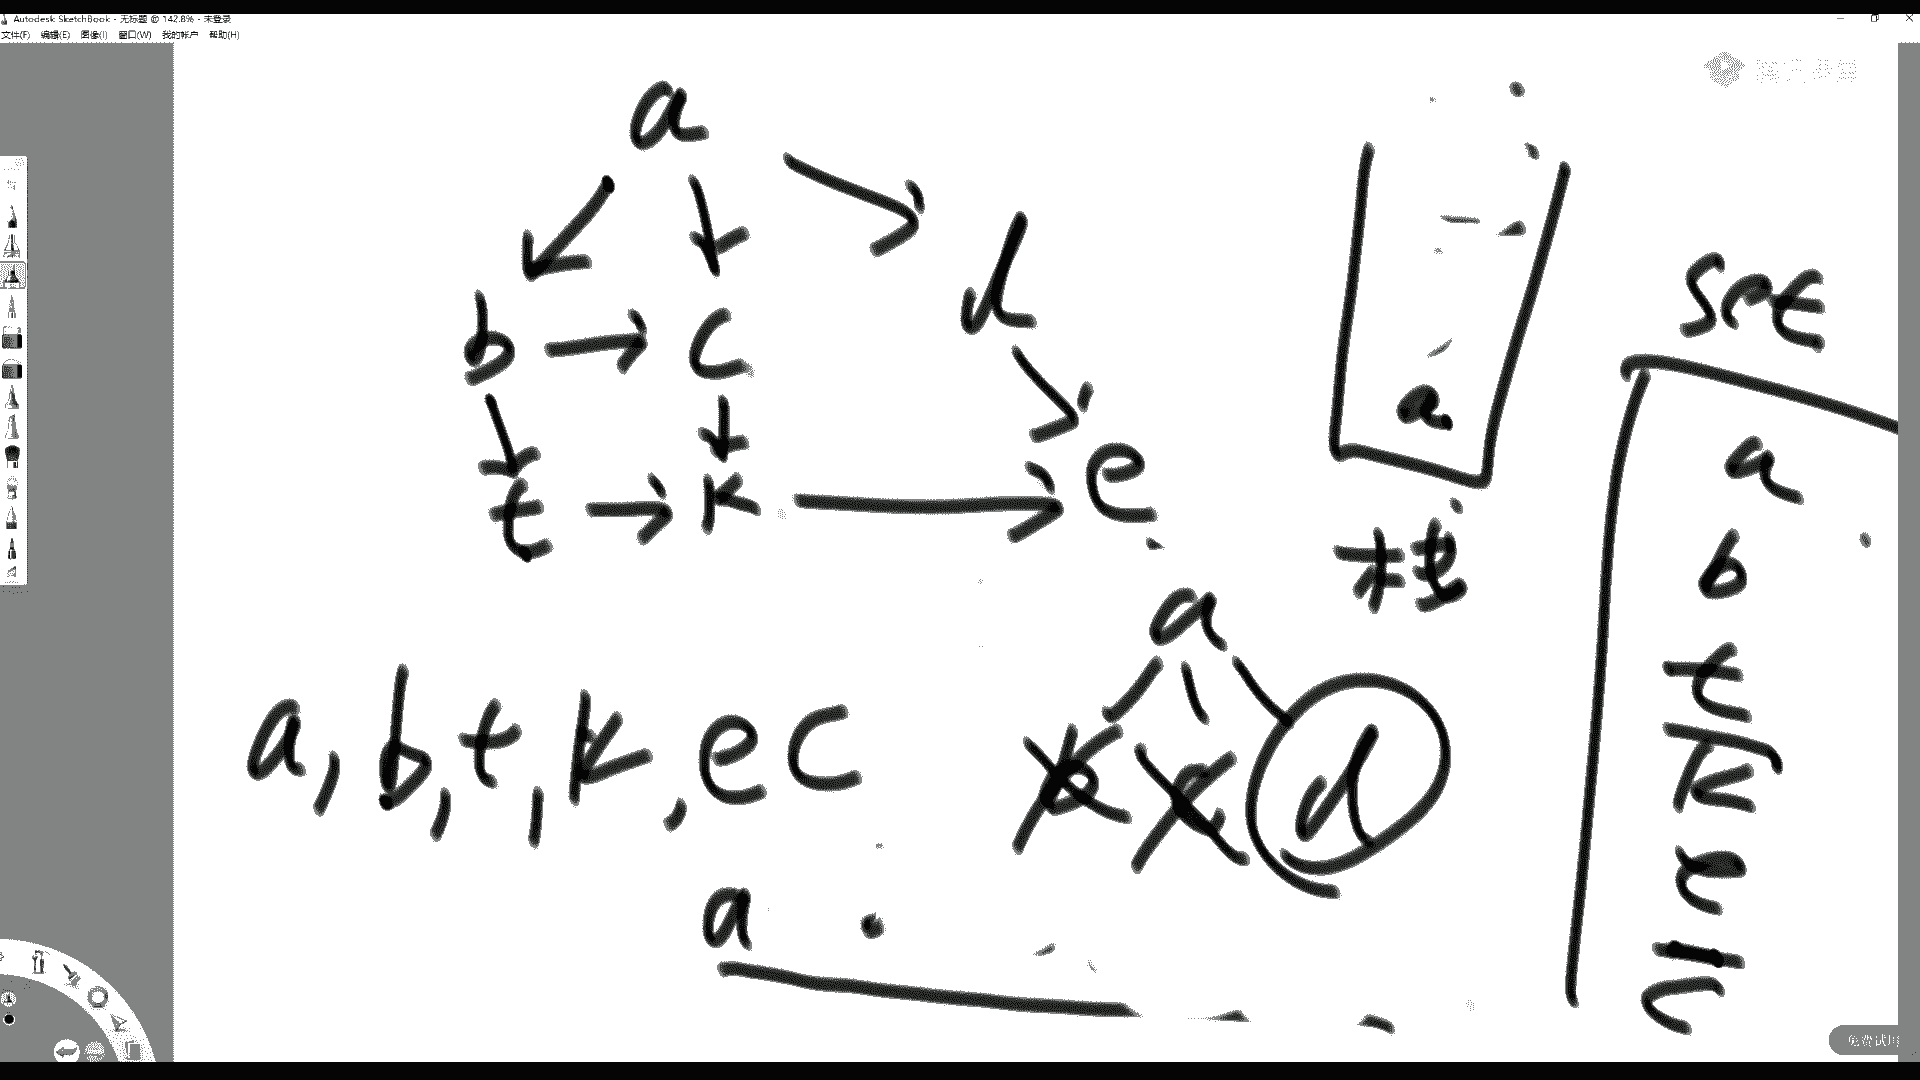 Autodesk SketchBook - 无标题 @ 142.8% - 未登录
文件(F) 编辑(E) 图像(I) 窗口(W) 我的帐户 帮助(H)
a
d
b c
t k e
a
栈
set
a
b
t
k
e
c
a
b c d
a, b, t, k, e c
a
免费试用